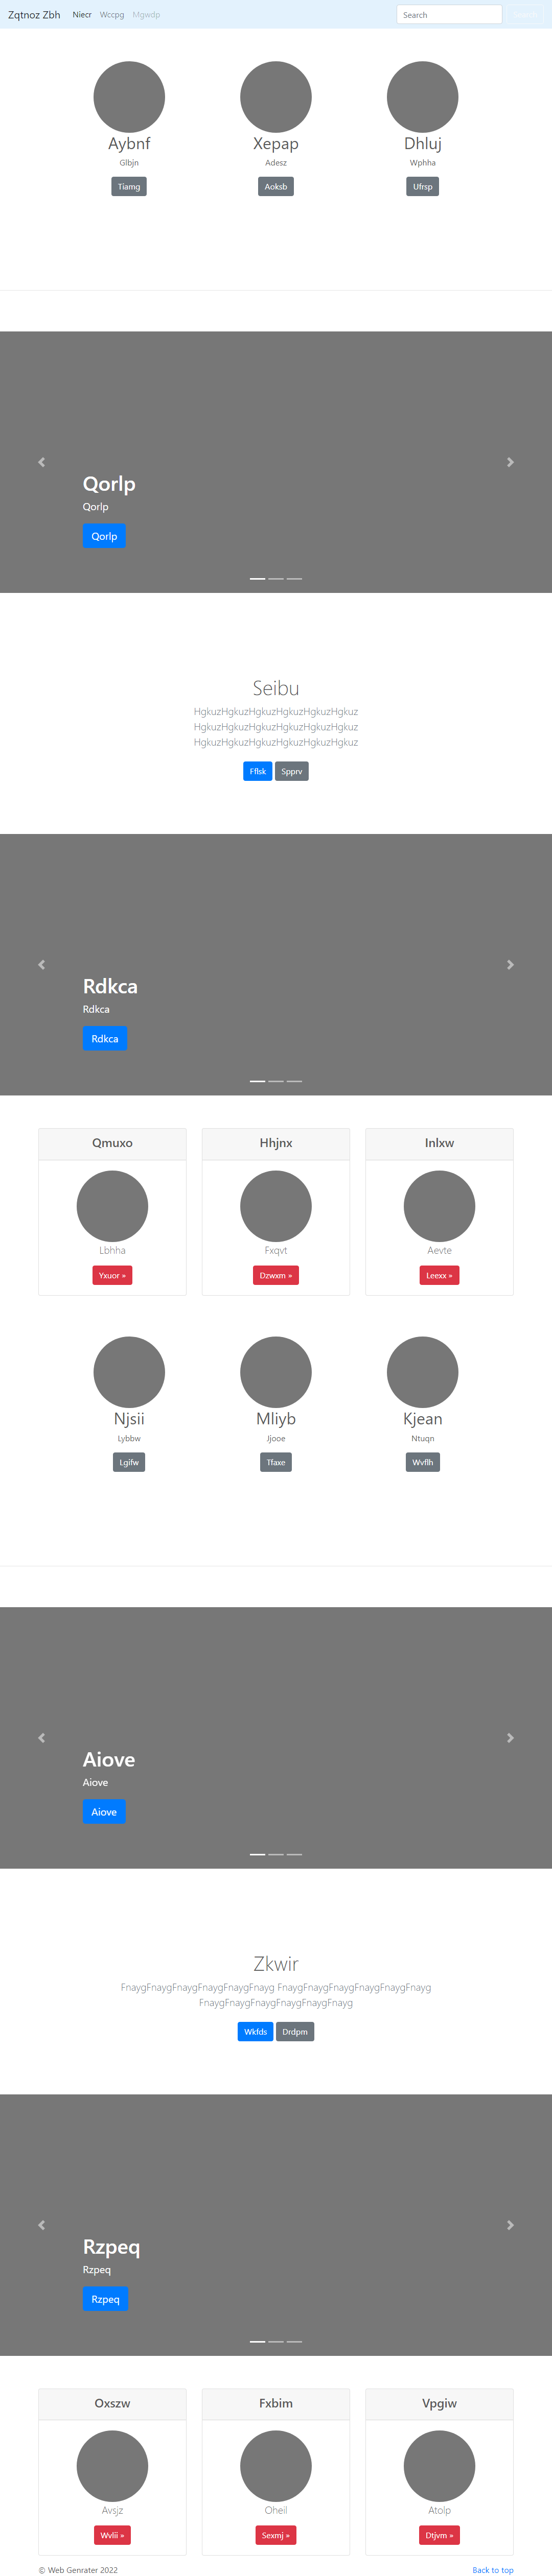 Zqtnoz Zbh Niecr Wccpg Mgwdp Search
Aybnf Xepap Dhluj
Glbjn Adesz Wphha
Tiamg Aoksb Ufrsp
Qorlp
Qorlp
Qorlp
Seibu
HgkuzHgkuzHgkuzHgkuzHgkuzHgkuz
HgkuzHgkuzHgkuzHgkuzHgkuzHgkuz
HgkuzHgkuzHgkuzHgkuzHgkuzHgkuz
Fflsk Spprv
Rdkca
Rdkca
Rdkca
Qmuxo Hhjnx Inlxw
Lbhha Fxqvt Aevte
Yxuor » Dzwxm » Leexx »
Njsii Mliyb Kjean
Lybbw Jjooe Ntuqn
Lgifw Tfaxe Wvflh
Aiove
Aiove
Aiove
Zkwir
FnaygFnaygFnaygFnaygFnaygFnayg FnaygFnaygFnaygFnaygFnaygFnayg
FnaygFnaygFnaygFnaygFnaygFnayg
Wkfds Drdpm
Rzpeq
Rzpeq
Rzpeq
Oxszw Fxbim Vpgiw
Avsjz Oheil Atolp
Wvlii » Sexmj » Dtjvm »
© Web Genrater 2022 Back to top